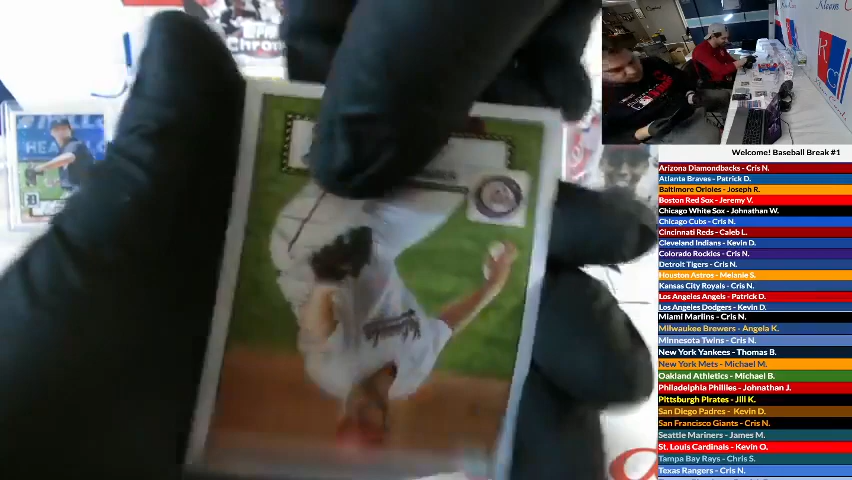 Chro
HEA
Welcome! Baseball Break #1
Arizona Diamondbacks - Cris N.
Atlanta Braves - Patrick D.
Baltimore Orioles - Joseph R.
Boston Red Sox - Jeremy V.
Chicago White Sox - Johnathan W.
Chicago Cubs - Cris N.
Cincinnati Reds - Caleb L.
Cleveland Indians - Kevin D.
Colorado Rockies - Cris N.
Detroit Tigers - Cris N.
Houston Astros - Melanie S.
Kansas City Royals - Cris N.
Los Angeles Angels - Patrick D.
Los Angeles Dodgers - Kevin D.
Miami Marlins - Cris N.
Milwaukee Brewers - Angela K.
Minnesota Twins - Cris N.
New York Yankees - Thomas B.
New York Mets - Michael M.
Oakland Athletics - Michael B.
Philadelphia Phillies - Johnathan J.
Pittsburgh Pirates - Jill K.
San Diego Padres - Kevin D.
San Francisco Giants - Cris N.
Seattle Mariners - James M.
St. Louis Cardinals - Kevin O.
Tampa Bay Rays - Chris S.
Texas Rangers - Cris N.